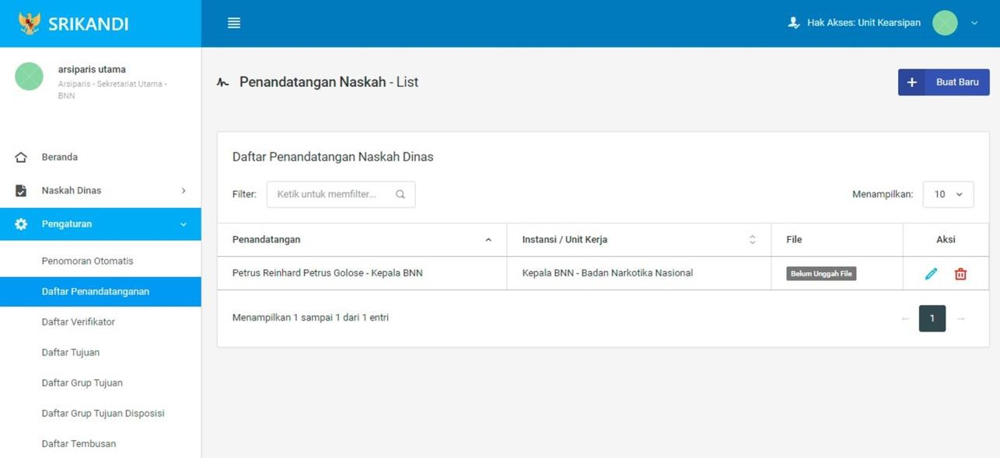 SRIKANDI
Hak Akses: Unit Kearsipan
arsiparis utama
Arsiparis - Sekretariat Utama -
BNN
Penandatangan Naskah - List
+ Buat Baru
Beranda
Naskah Dinas
Pengaturan
Penomoran Otomatis
Daftar Penandatanganan
Daftar Verifikator
Daftar Tujuan
Daftar Grup Tujuan
Daftar Grup Tujuan Disposisi
Daftar Tembusan
Daftar Penandatangan Naskah Dinas
Filter: Ketik untuk memfilter... Menampilkan: 10
Penandatangan Instansi / Unit Kerja File Aksi
Petrus Reinhard Petrus Golose - Kepala BNN Kepala BNN - Badan Narkotika Nasional Belum Unggah File
Menampilkan 1 sampai 1 dari 1 entri ← 1 →